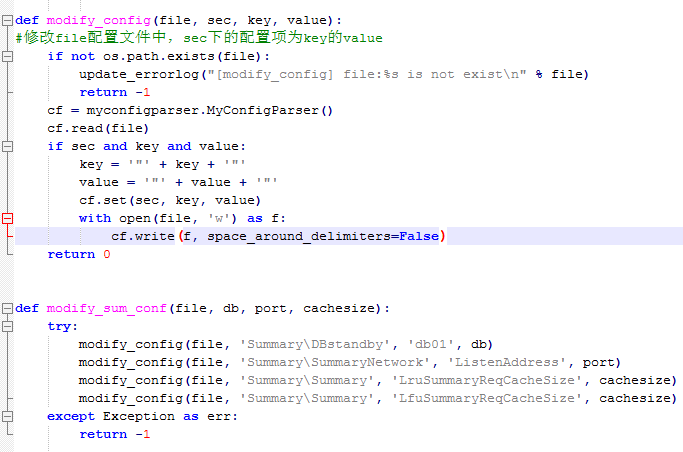 def modify_config(file, sec, key, value):
#修改file配置文件中，sec下的配置项为key的value
    if not os.path.exists(file):
        update_errorlog("[modify_config] file:%s is not exist\n" % file)
        return -1
    cf = myconfigparser.MyConfigParser()
    cf.read(file)
    if sec and key and value:
        key = '"' + key + '"'
        value = '"' + value + '"'
        cf.set(sec, key, value)
        with open(file, 'w') as f:
            cf.write(f, space_around_delimiters=False)
    return 0
def modify_sum_conf(file, db, port, cachesize):
    try:
        modify_config(file, 'Summary\DBstandby', 'db01', db)
        modify_config(file, 'Summary\SummaryNetwork', 'ListenAddress', port)
        modify_config(file, 'Summary\Summary', 'LruSummaryReqCacheSize', cachesize)
        modify_config(file, 'Summary\Summary', 'LfuSummaryReqCacheSize', cachesize)
    except Exception as err:
        return -1